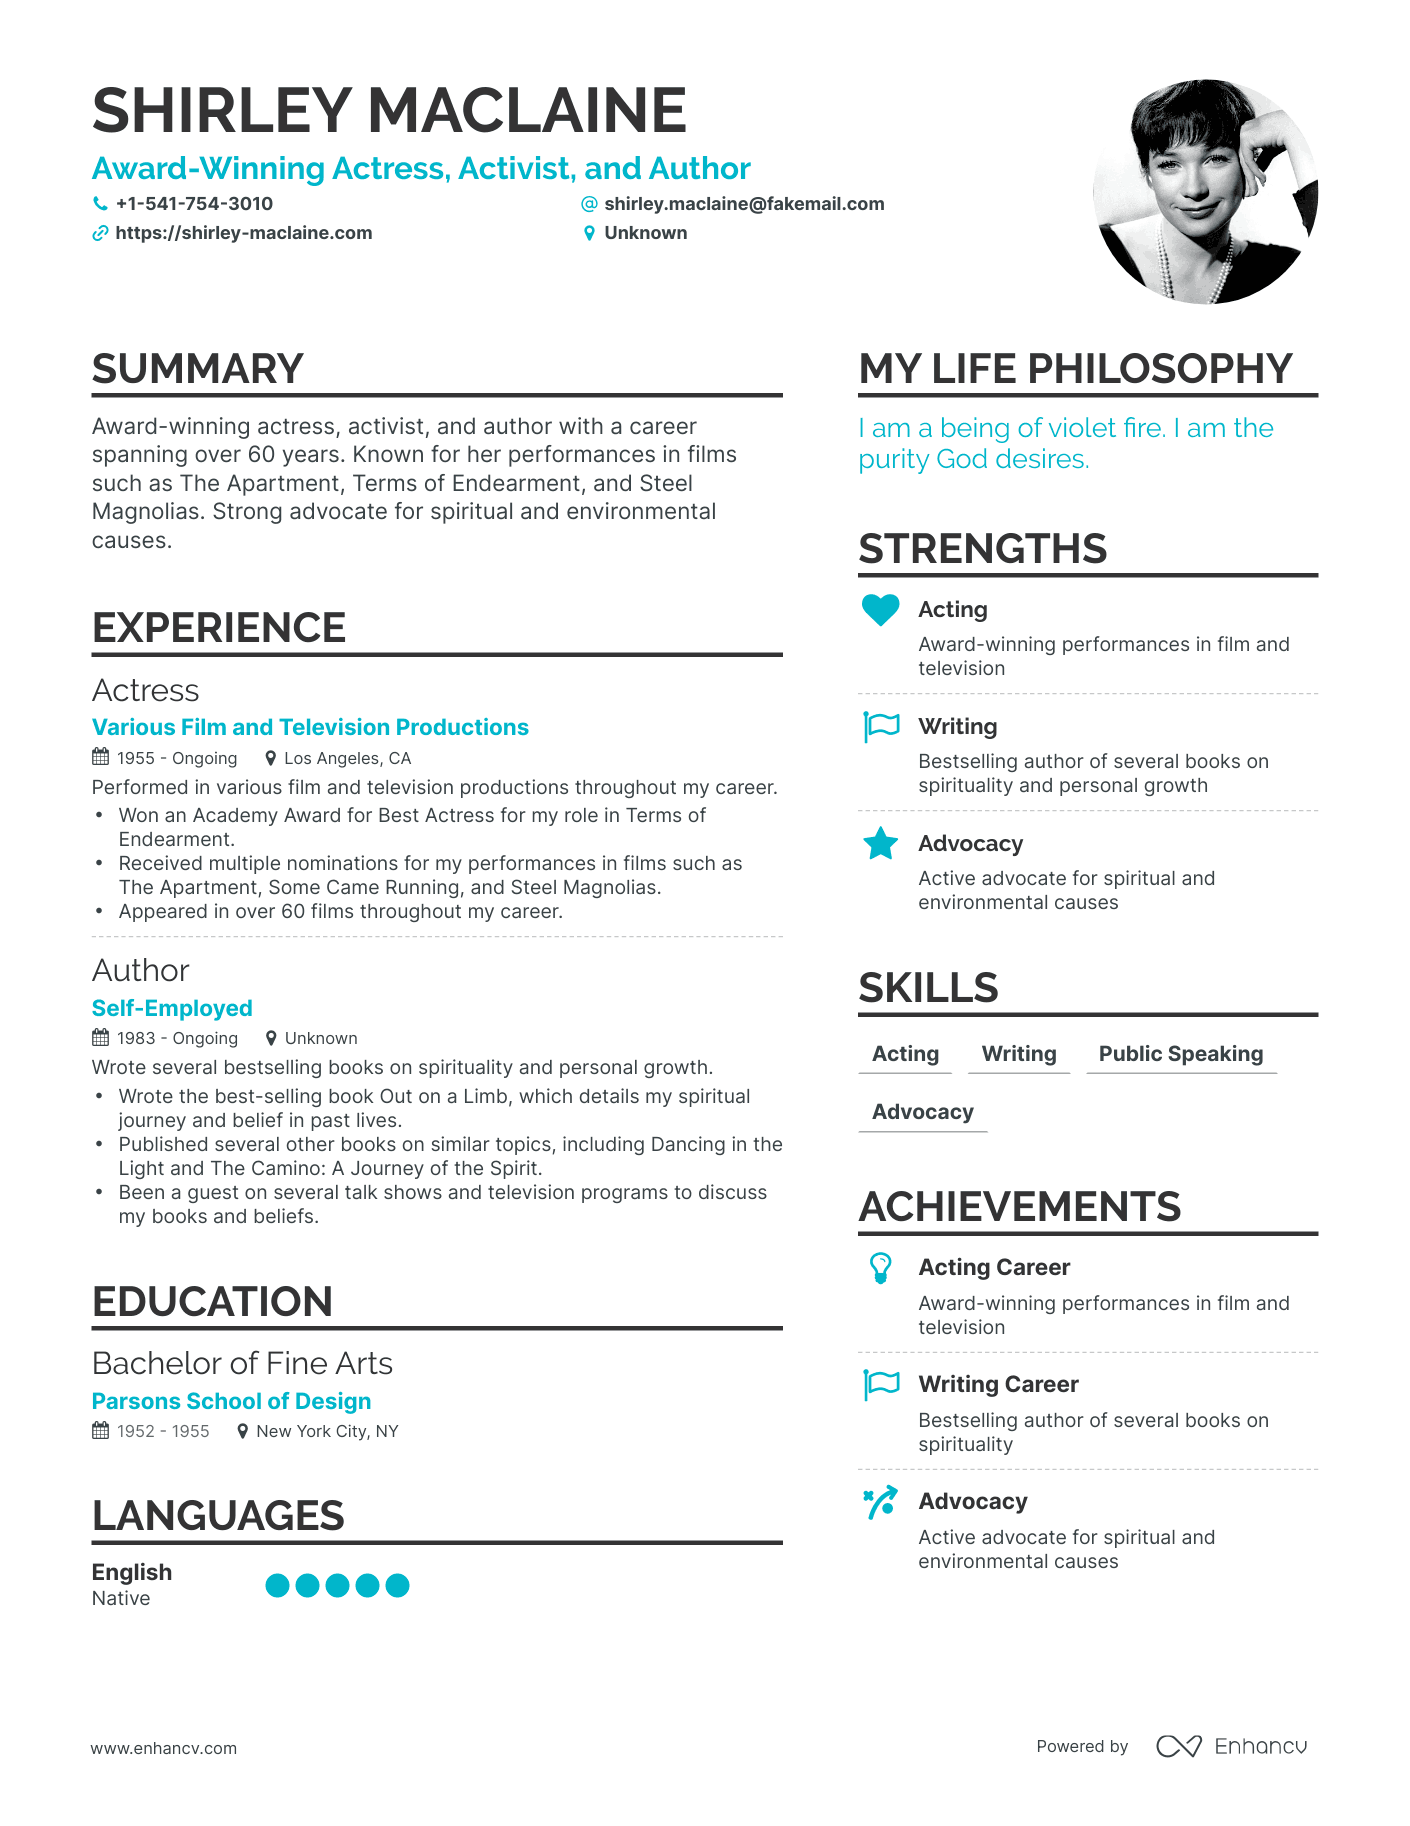 SHIRLEY MACLAINE
Award-Winning Actress, Activist, and Author
+1-541-754-3010
shirley.maclaine@fakemail.com
https://shirley-maclaine.com
Unknown
SUMMARY
Award-winning actress, activist, and author with a career
spanning over 60 years. Known for her performances in films
such as The Apartment, Terms of Endearment, and Steel
Magnolias. Strong advocate for spiritual and environmental
causes.
EXPERIENCE
Actress
Various Film and Television Productions
1955 - Ongoing Los Angeles, CA
Performed in various film and television productions throughout my career.
• Won an Academy Award for Best Actress for my role in Terms of
Endearment.
• Received multiple nominations for my performances in films such as
The Apartment, Some Came Running, and Steel Magnolias.
• Appeared in over 60 films throughout my career.
Author
Self-Employed
1983 - Ongoing Unknown
Wrote several bestselling books on spirituality and personal growth.
• Wrote the best-selling book Out on a Limb, which details my spiritual
journey and belief in past lives.
• Published several other books on similar topics, including Dancing in the
Light and The Camino: A Journey of the Spirit.
• Been a guest on several talk shows and television programs to discuss
my books and beliefs.
EDUCATION
Bachelor of Fine Arts
Parsons School of Design
1952 - 1955 New York City, NY
LANGUAGES
English
Native
MY LIFE PHILOSOPHY
I am a being of violet fire. I am the
purity God desires.
STRENGTHS
Acting
Award-winning performances in film and
television
Writing
Bestselling author of several books on
spirituality and personal growth
Advocacy
Active advocate for spiritual and
environmental causes
SKILLS
Acting Writing Public Speaking
Advocacy
ACHIEVEMENTS
Acting Career
Award-winning performances in film and
television
Writing Career
Bestselling author of several books on
spirituality
Advocacy
Active advocate for spiritual and
environmental causes
www.enhancv.com
Powered by Enhancv